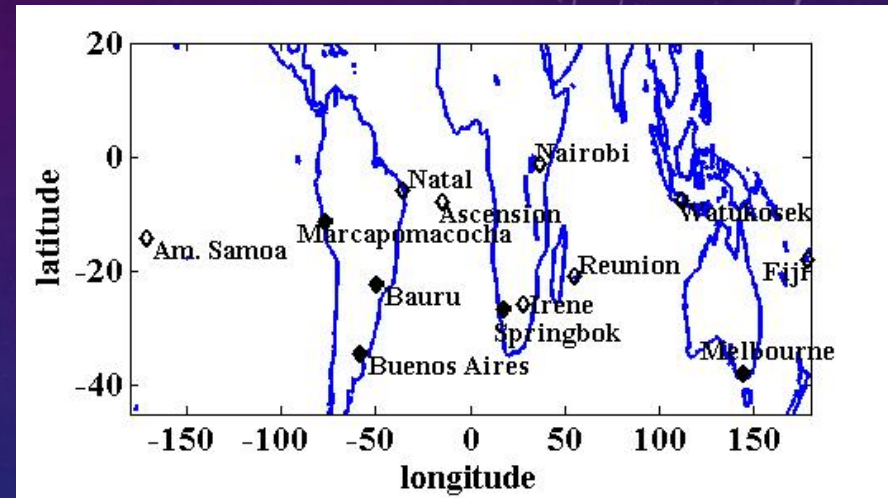 20
0
-20
-40
latitude
Nairobi
Natal
Ascension
Watukosek
Marcapomacocha
Am. Samoa
Reunion
Fiji
Bauru
Irene
Springbok
Melbourne
Buenos Aires
-150 -100 -50 0 50 100 150
longitude